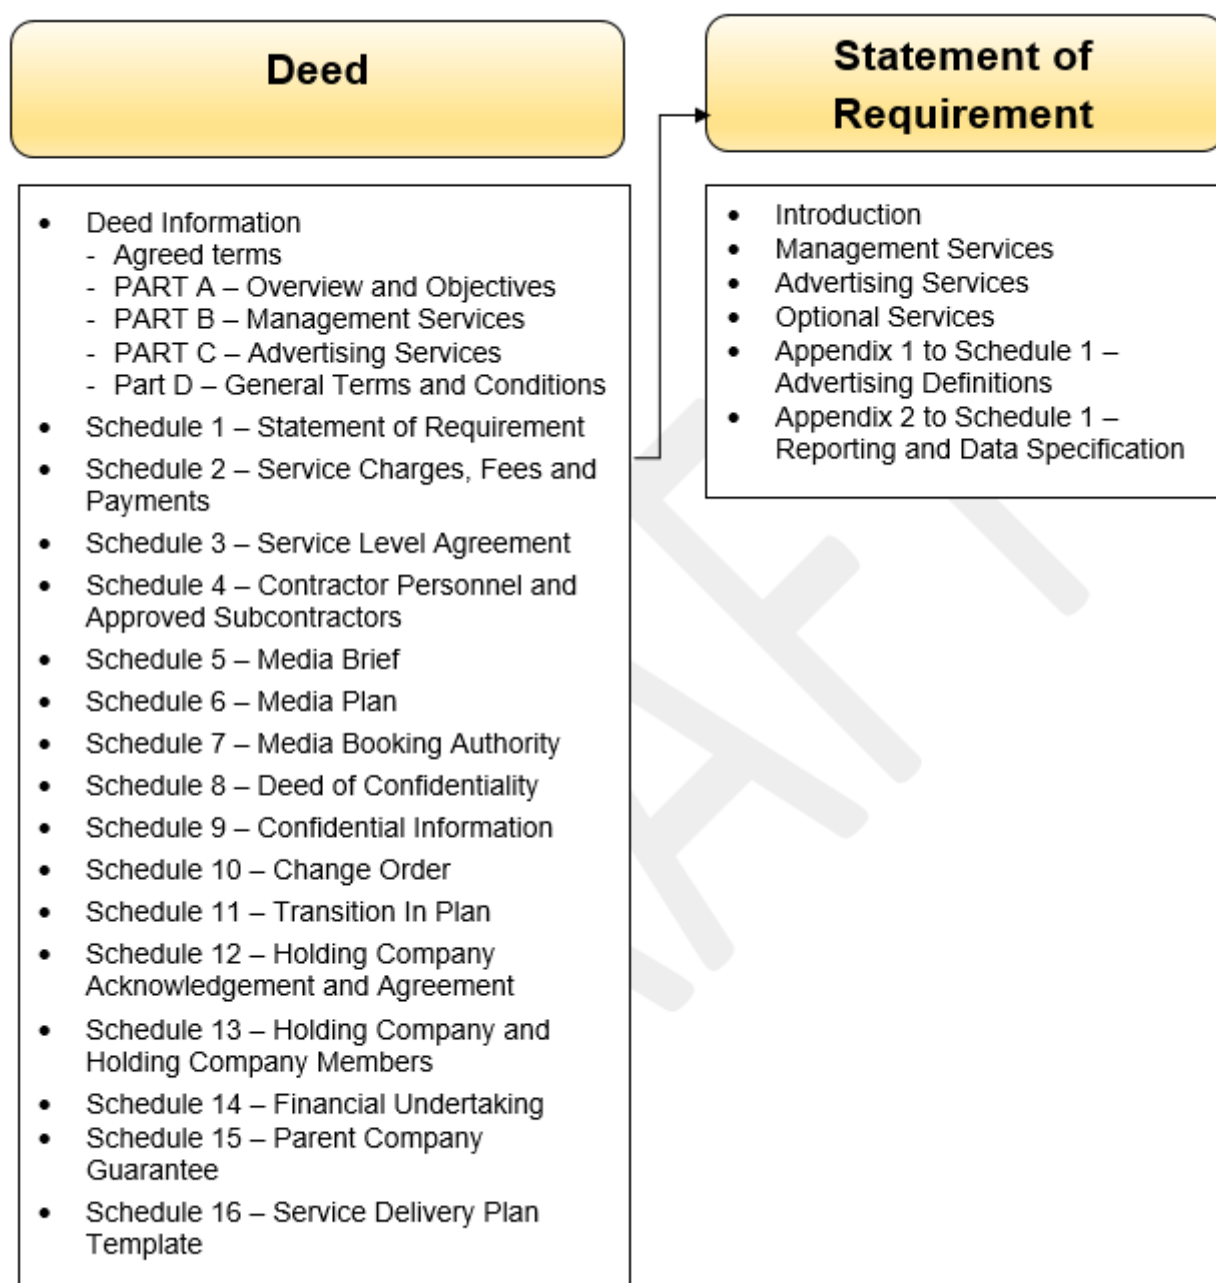 Deed
• Deed Information
- Agreed terms
- PART A – Overview and Objectives
- PART B – Management Services
- PART C – Advertising Services
- Part D – General Terms and Conditions
• Schedule 1 – Statement of Requirement
• Schedule 2 – Service Charges, Fees and
Payments
• Schedule 3 – Service Level Agreement
• Schedule 4 – Contractor Personnel and
Approved Subcontractors
• Schedule 5 – Media Brief
• Schedule 6 – Media Plan
• Schedule 7 – Media Booking Authority
• Schedule 8 – Deed of Confidentiality
• Schedule 9 – Confidential Information
• Schedule 10 – Change Order
• Schedule 11 – Transition In Plan
• Schedule 12 – Holding Company
Acknowledgement and Agreement
• Schedule 13 – Holding Company and
Holding Company Members
• Schedule 14 – Financial Undertaking
• Schedule 15 – Parent Company
Guarantee
• Schedule 16 – Service Delivery Plan
Template
Statement of
Requirement
• Introduction
• Management Services
• Advertising Services
• Optional Services
• Appendix 1 to Schedule 1 –
Advertising Definitions
• Appendix 2 to Schedule 1 –
Reporting and Data Specification